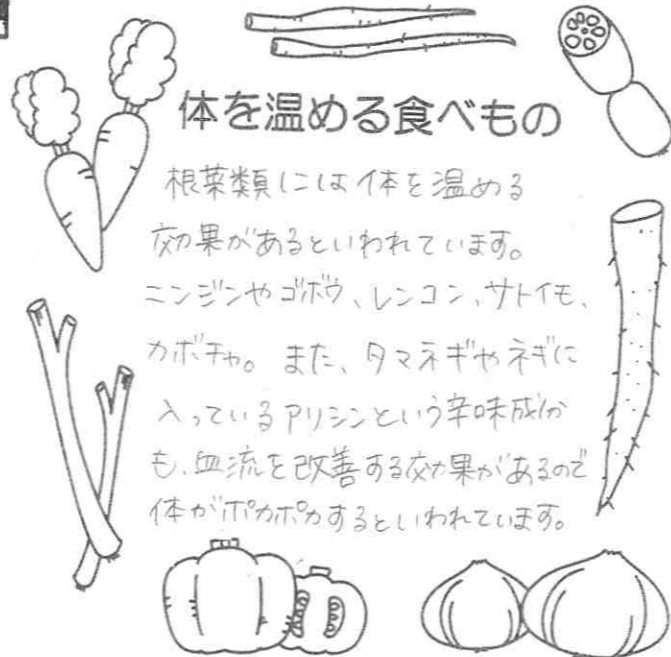 体を温める食べもの
根菜類には体を温める
効果があるといわれています。
ニンジンやゴボウ、レンコン、サトイモ、
カボチャ。また、タマネギやネギに
入っているアリシンという辛味成分
も、血流を改善する効果があるので
体がポカポカするといわれています。